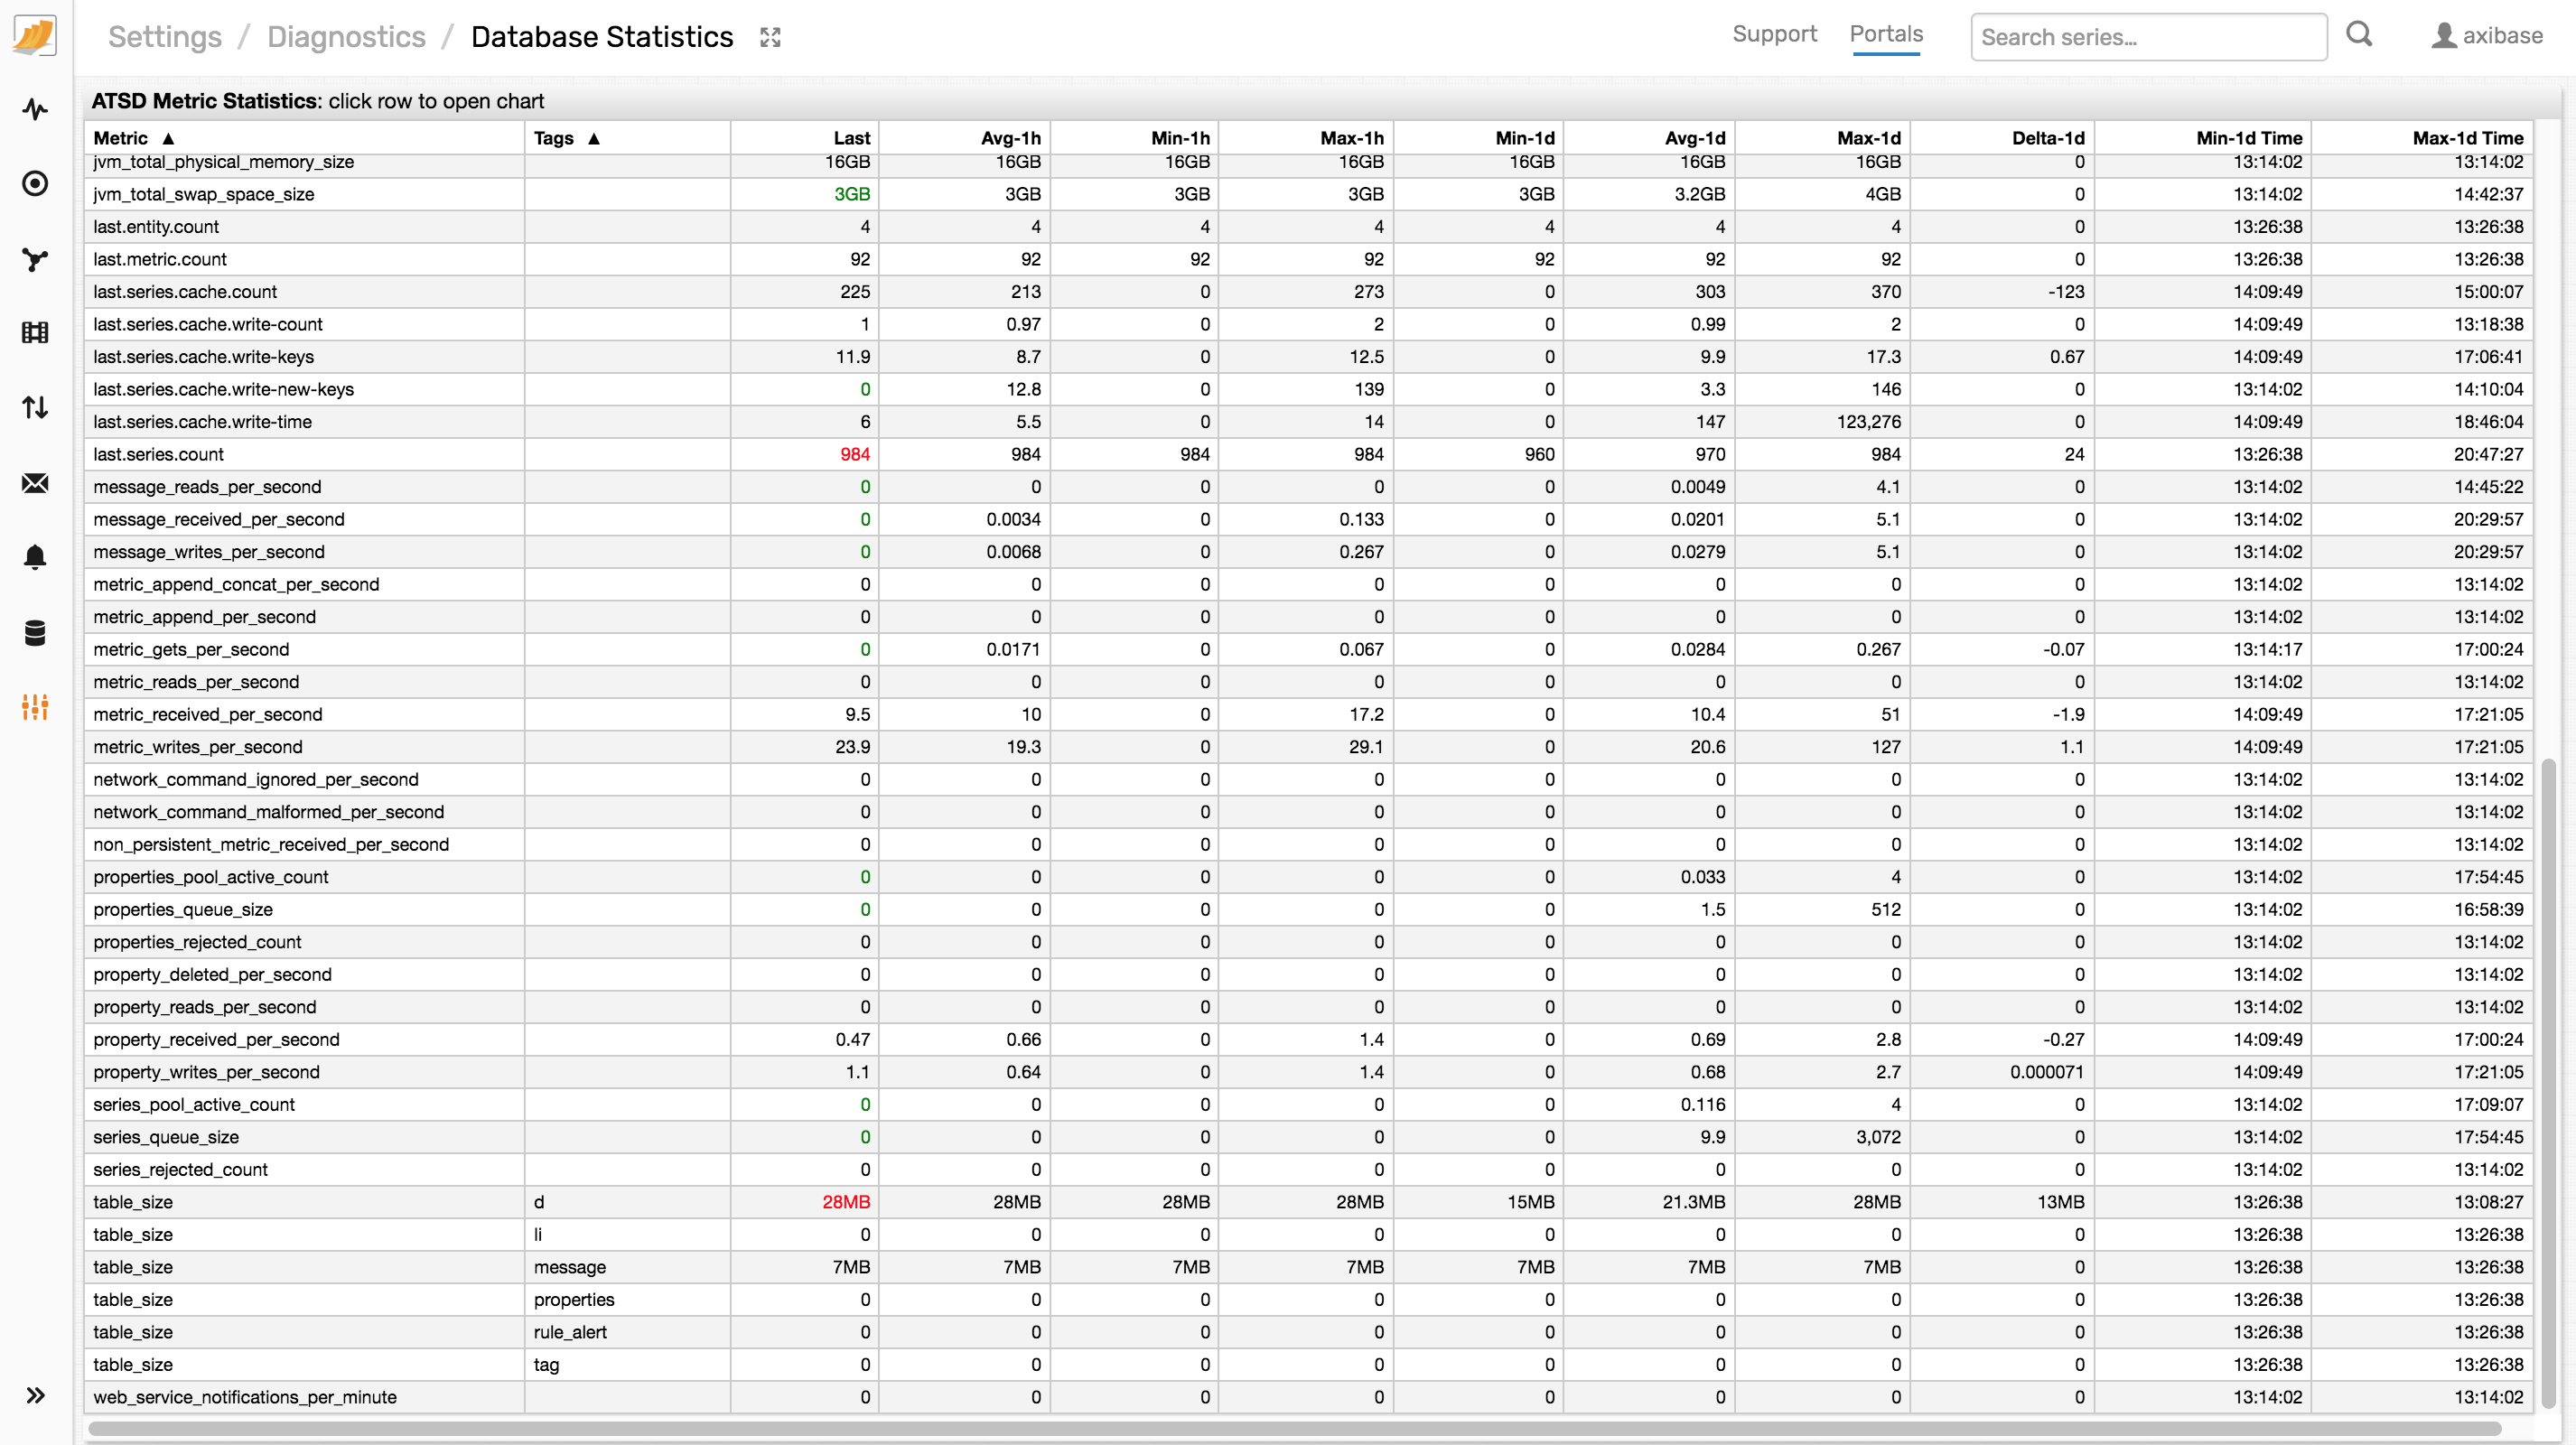 Settings / Diagnostics / Database Statistics Support Portals Search series... axibase
ATSD Metric Statistics: click row to open chart
Metric ▲ Tags ▲ Last Avg-1h Min-1h Max-1h Min-1d Avg-1d Max-1d Delta-1d Min-1d Time Max-1d Time
jvm_total_physical_memory_size 16GB 16GB 16GB 16GB 16GB 16GB 16GB 0 13:14:02 13:14:02
jvm_total_swap_space_size 3GB 3GB 3GB 3GB 3GB 3.2GB 4GB 0 13:14:02 14:42:37
last.entity.count 4 4 4 4 4 4 4 0 13:26:38 13:26:38
last.metric.count 92 92 92 92 92 92 92 0 13:26:38 13:26:38
last.series.cache.count 225 213 0 273 0 303 370 -123 14:09:49 15:00:07
last.series.cache.write-count 1 0.97 0 2 0 0.99 2 0 14:09:49 13:18:38
last.series.cache.write-keys 11.9 8.7 0 12.5 0 9.9 17.3 0.67 14:09:49 17:06:41
last.series.cache.write-new-keys 0 12.8 0 139 0 3.3 146 0 13:14:02 14:10:04
last.series.cache.write-time 6 5.5 0 14 0 147 123,276 0 14:09:49 18:46:04
last.series.count 984 984 984 984 960 970 984 24 13:26:38 20:47:27
message_reads_per_second 0 0 0 0 0 0.0049 4.1 0 13:14:02 14:45:22
message_received_per_second 0 0.0034 0 0.133 0 0.0201 5.1 0 13:14:02 20:29:57
message_writes_per_second 0 0.0068 0 0.267 0 0.0279 5.1 0 13:14:02 20:29:57
metric_append_concat_per_second 0 0 0 0 0 0 0 0 13:14:02 13:14:02
metric_append_per_second 0 0 0 0 0 0 0 0 13:14:02 13:14:02
metric_gets_per_second 0 0.0171 0 0.067 0 0.0284 0.267 -0.07 13:14:17 17:00:24
metric_reads_per_second 0 0 0 0 0 0 0 0 13:14:02 13:14:02
metric_received_per_second 9.5 10 0 17.2 0 10.4 51 -1.9 14:09:49 17:21:05
metric_writes_per_second 23.9 19.3 0 29.1 0 20.6 127 1.1 14:09:49 17:21:05
network_command_ignored_per_second 0 0 0 0 0 0 0 0 13:14:02 13:14:02
network_command_malformed_per_second 0 0 0 0 0 0 0 0 13:14:02 13:14:02
non_persistent_metric_received_per_second 0 0 0 0 0 0 0 0 13:14:02 13:14:02
properties_pool_active_count 0 0 0 0 0 0.033 4 0 13:14:02 17:54:45
properties_queue_size 0 0 0 0 0 1.5 512 0 13:14:02 16:58:39
properties_rejected_count 0 0 0 0 0 0 0 0 13:14:02 13:14:02
property_deleted_per_second 0 0 0 0 0 0 0 0 13:14:02 13:14:02
property_reads_per_second 0 0 0 0 0 0 0 0 13:14:02 13:14:02
property_received_per_second 0.47 0.66 0 1.4 0 0.69 2.8 -0.27 14:09:49 17:00:24
property_writes_per_second 1.1 0.64 0 1.4 0 0.68 2.7 0.000071 14:09:49 17:21:05
series_pool_active_count 0 0 0 0 0 0.116 4 0 13:14:02 17:09:07
series_queue_size 0 0 0 0 0 9.9 3,072 0 13:14:02 17:54:45
series_rejected_count 0 0 0 0 0 0 0 0 13:14:02 13:14:02
table_size d 28MB 28MB 28MB 28MB 15MB 21.3MB 28MB 13MB 13:26:38 13:08:27
table_size li 0 0 0 0 0 0 0 0 13:26:38 13:26:38
table_size message 7MB 7MB 7MB 7MB 7MB 7MB 7MB 0 13:26:38 13:26:38
table_size properties 0 0 0 0 0 0 0 0 13:26:38 13:26:38
table_size rule_alert 0 0 0 0 0 0 0 0 13:26:38 13:26:38
table_size tag 0 0 0 0 0 0 0 0 13:26:38 13:26:38
web_service_notifications_per_minute 0 0 0 0 0 0 0 0 13:14:02 13:14:02